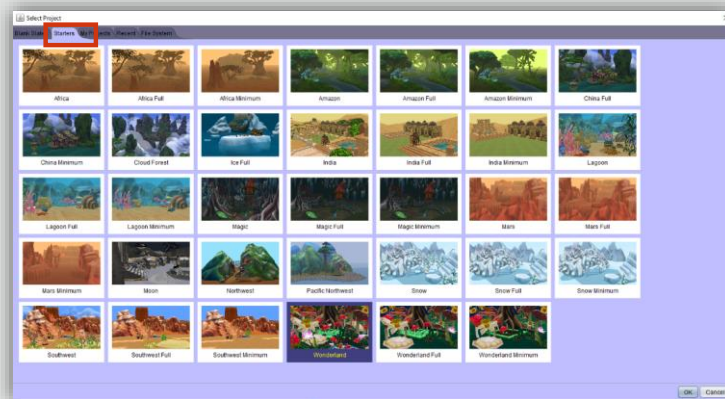 Select Project
Blank Slates Starters My Projects Recent File System
Africa Africa Full Africa Minimum Amazon Amazon Full Amazon Minimum China Full
China Minimum Cloud Forest Ice Full India India Full India Minimum Lagoon
Lagoon Full Lagoon Minimum Magic Magic Full Magic Minimum Mars Mars Full
Mars Minimum Moon Northwest Pacific Northwest Snow Snow Full Snow Minimum
Southwest Southwest Full Southwest Minimum Wonderland Wonderland Full Wonderland Minimum
OK Cancel